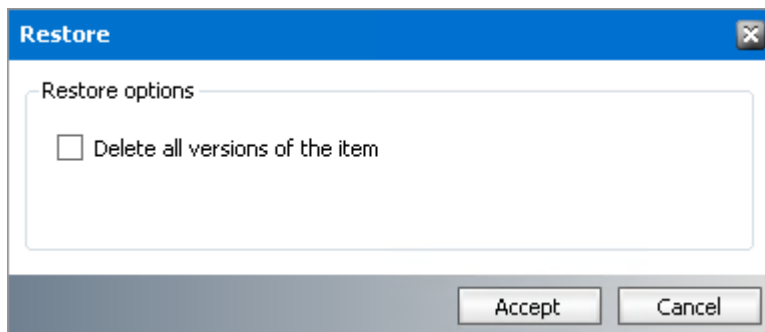 Restore
Restore options
Delete all versions of the item
Accept Cancel